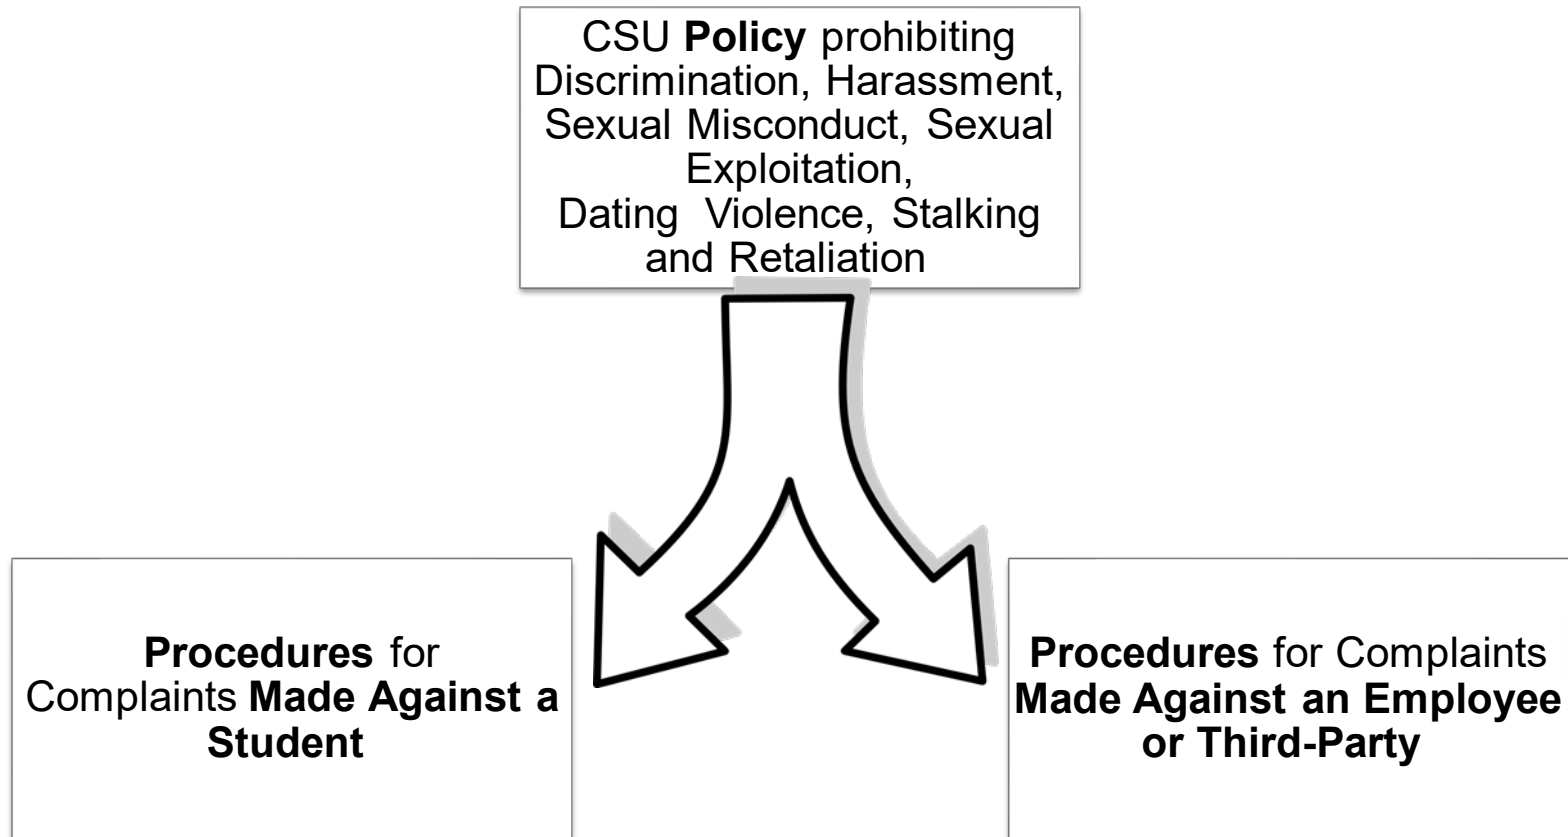 CSU Policy prohibiting
Discrimination, Harassment,
Sexual Misconduct, Sexual
Exploitation,
Dating Violence, Stalking
and Retaliation
Procedures for
Complaints Made Against a
Student
Procedures for Complaints
Made Against an Employee
or Third-Party